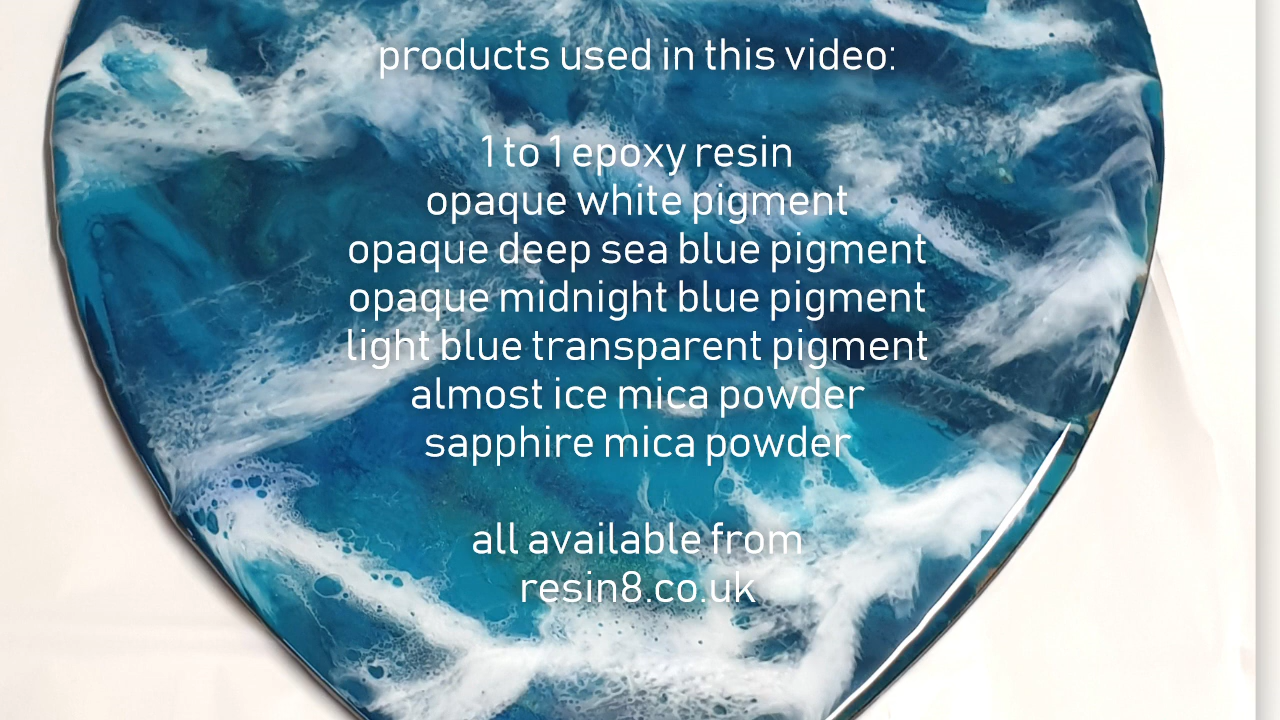 products used in this video:
1 to 1 epoxy resin
opaque white pigment
opaque deep sea blue pigment
opaque midnight blue pigment
light blue transparent pigment
almost ice mica powder
sapphire mica powder
all available from
resin8.co.uk